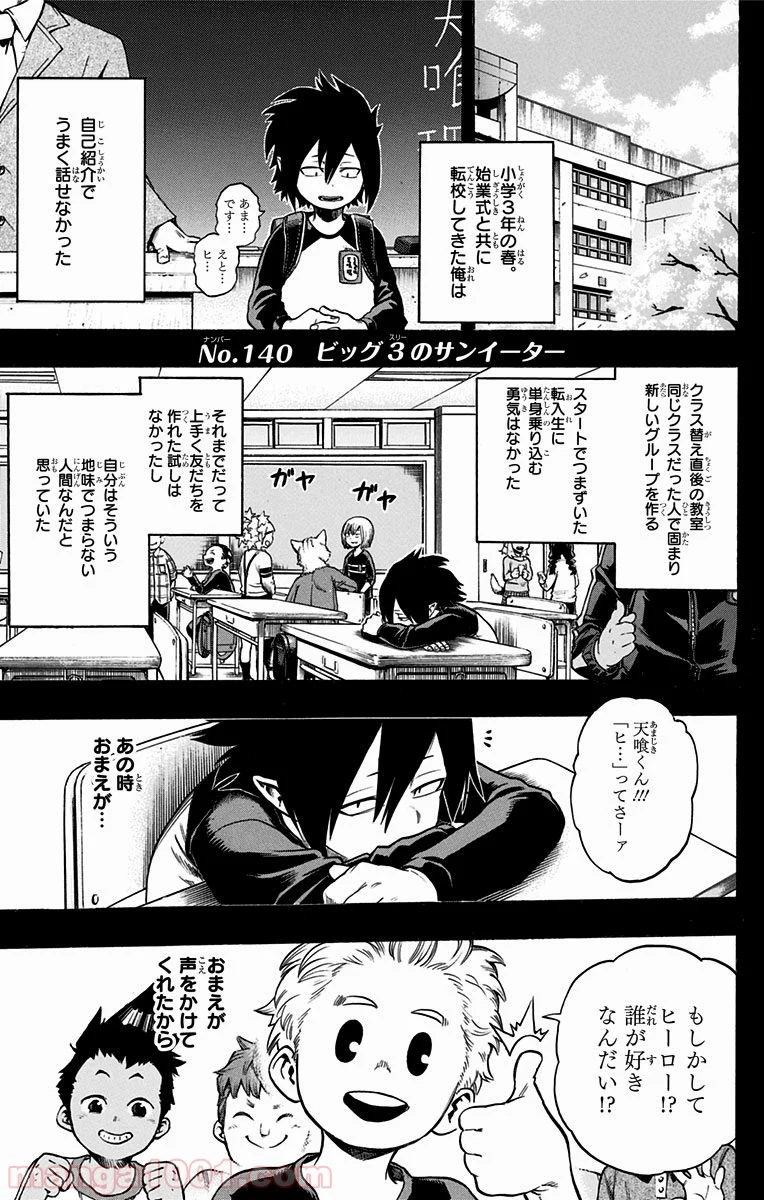 天喰環
小学3年の春。
始業式と共に
転校してきた俺は
あま…
です…
えと…
ヒ…
自己紹介で
うまく話せなかった
No.140 ビッグ3のサンイーター
クラス替え直後の教室
同じクラスだった人で固まり
新しいグループを作る
スタートでつまずいた
転入生に
単身乗り込む
勇気はなかった
ガヤ
ガヤ
それまでだって
上手く友だちを
作れた試しは
なかったし
自分はそういう
地味でつまらない
人間なんだと
思っていた
天喰くん!!!
「ヒ…」ってさーァ
あの時
おまえが…
もしかして
ヒーロー!?
誰が好き
なんだい!?
おまえが
声をかけて
くれたから
manga1001.com